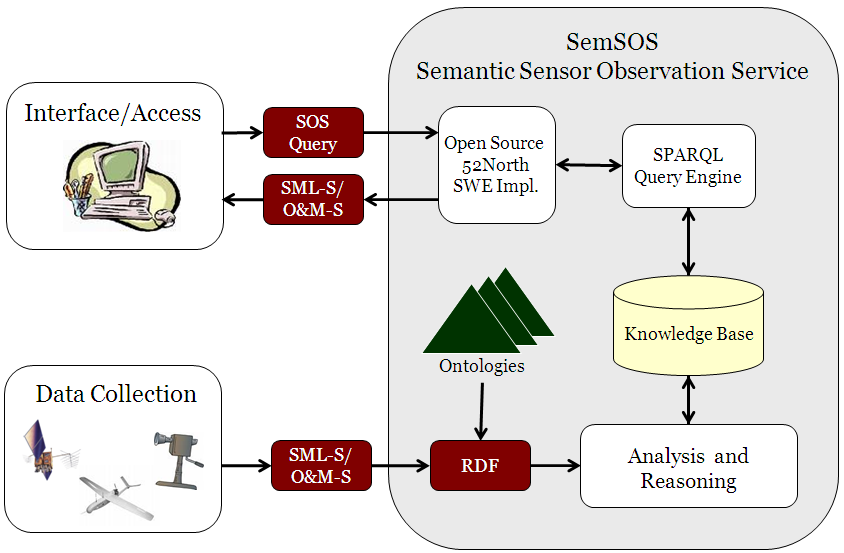 SemSOS
Semantic Sensor Observation Service
Interface/Access
SOS
Query
SML-S/
O&M-S
Open Source
52North
SWE Impl.
SPARQL
Query Engine
Knowledge Base
Ontologies
Data Collection
SML-S/
O&M-S
RDF
Analysis and
Reasoning